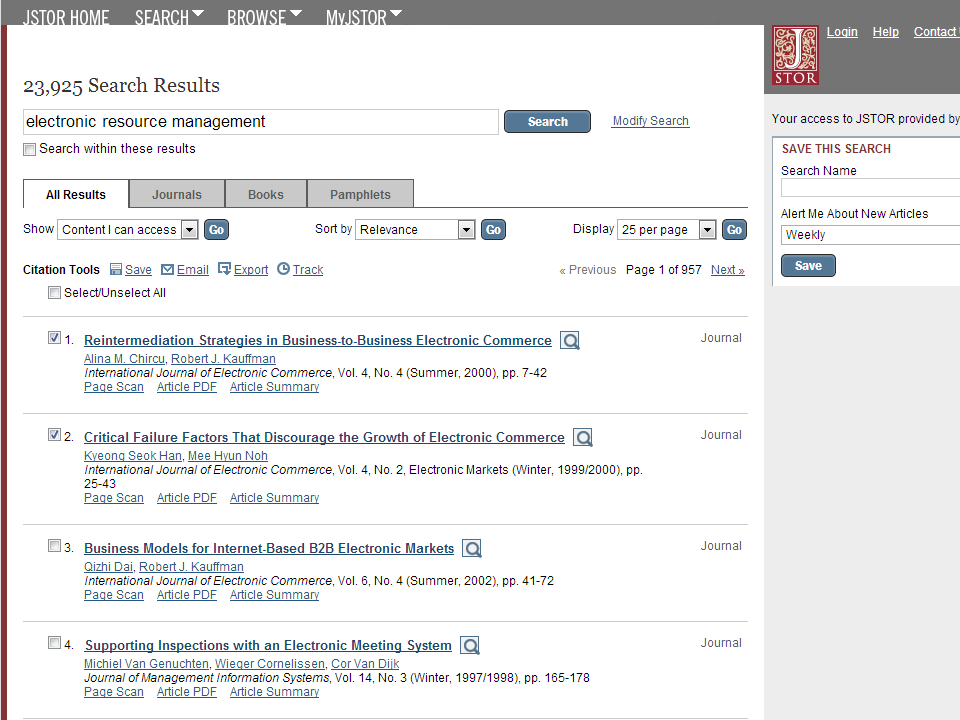 JSTOR HOME SEARCH BROWSE MyJSTOR
J
STOR
Login Help Contact
23,925 Search Results
electronic resource management Search Modify Search
Search within these results
Your access to JSTOR provided by
SAVE THIS SEARCH
Search Name
Alert Me About New Articles
Weekly
Save
All Results Journals Books Pamphlets
Show Content I can access Go Sort by Relevance Go Display 25 per page Go
Citation Tools Save Email Export Track « Previous Page 1 of 957 Next »
Select/Unselect All
1. Reintermediation Strategies in Business-to-Business Electronic Commerce Journal
Alina M. Chircu, Robert J. Kauffman
International Journal of Electronic Commerce, Vol. 4, No. 4 (Summer, 2000), pp. 7-42
Page Scan Article PDF Article Summary
2. Critical Failure Factors That Discourage the Growth of Electronic Commerce Journal
Kyeong Seok Han, Mee Hyun Noh
International Journal of Electronic Commerce, Vol. 4, No. 2, Electronic Markets (Winter, 1999/2000), pp.
25-43
Page Scan Article PDF Article Summary
3. Business Models for Internet-Based B2B Electronic Markets Journal
Qizhi Dai, Robert J. Kauffman
International Journal of Electronic Commerce, Vol. 6, No. 4 (Summer, 2002), pp. 41-72
Page Scan Article PDF Article Summary
4. Supporting Inspections with an Electronic Meeting System Journal
Michiel Van Genuchten, Wieger Cornelissen, Cor Van Dijk
Journal of Management Information Systems, Vol. 14, No. 3 (Winter, 1997/1998), pp. 165-178
Page Scan Article PDF Article Summary